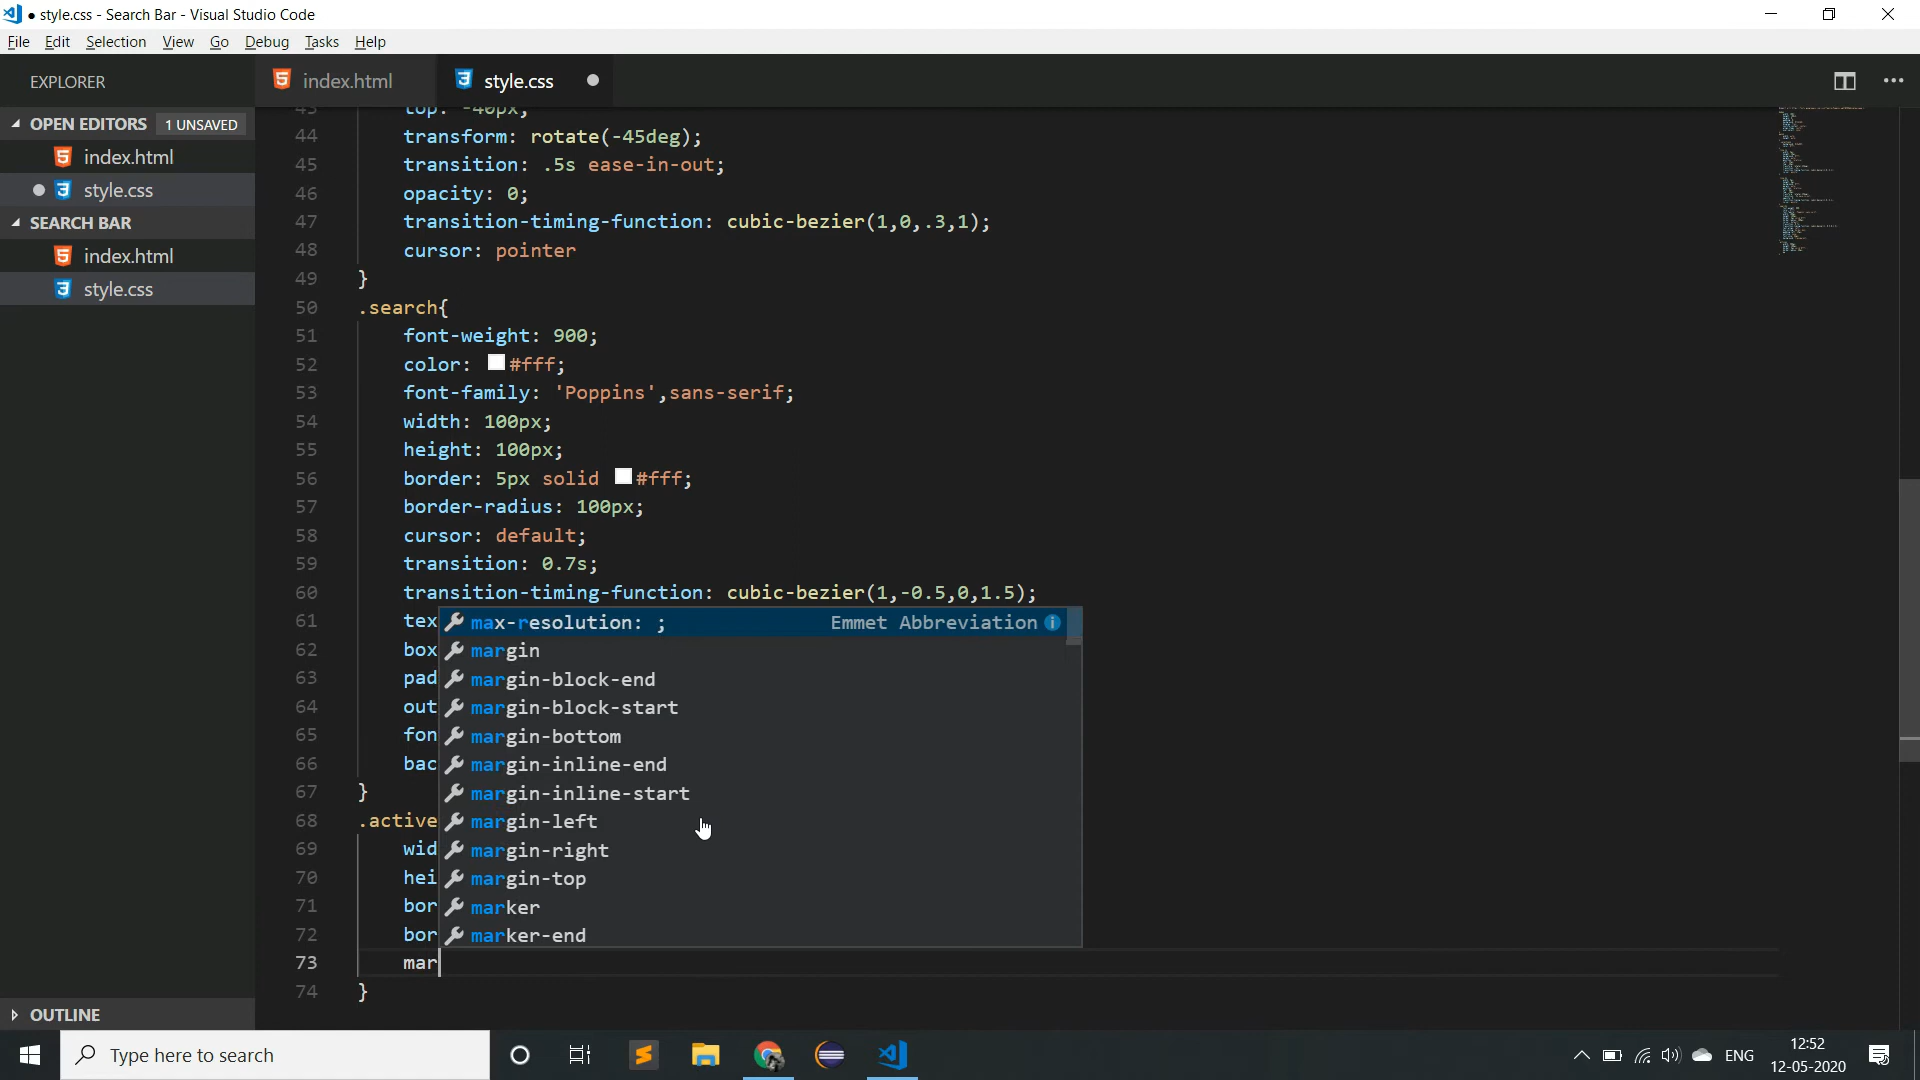 style.css - Search Bar - Visual Studio Code
File Edit Selection View Go Debug Tasks Help
EXPLORER
index.html
style.css
OPEN EDITORS 1 UNSAVED
index.html
style.css
SEARCH BAR
index.html
style.css
OUTLINE
43 top: -40px;
44 transform: rotate(-45deg);
45 transition: .5s ease-in-out;
46 opacity: 0;
47 transition-timing-function: cubic-bezier(1,0,.3,1);
48 cursor: pointer
49 }
50 .search{
51 font-weight: 900;
52 color: #fff;
53 font-family: 'Poppins',sans-serif;
54 width: 100px;
55 height: 100px;
56 border: 5px solid #fff;
57 border-radius: 100px;
58 cursor: default;
59 transition: 0.7s;
60 transition-timing-function: cubic-bezier(1,-0.5,0,1.5);
61 tex
62 box
63 pad
64 out
65 fon
66 bac
67 }
68 .active
69 wid
70 hei
71 bor
72 bor
73 mar
74 }
max-resolution: ; Emmet Abbreviation
margin
margin-block-end
margin-block-start
margin-bottom
margin-inline-end
margin-inline-start
margin-left
margin-right
margin-top
marker
marker-end
Type here to search
ENG
12:52
12-05-2020